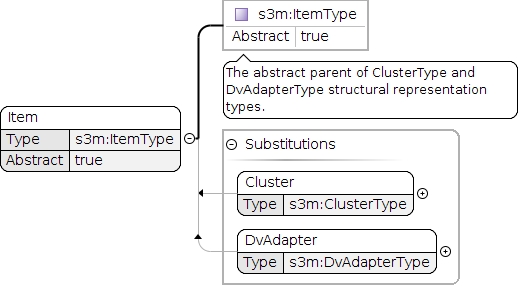 s3m:ItemType
Abstract true
The abstract parent of ClusterType and
DvAdapterType structural representation
types.
Item
Type s3m:ItemType
Abstract true
Substitutions
Cluster
Type s3m:ClusterType
DvAdapter
Type s3m:DvAdapterType